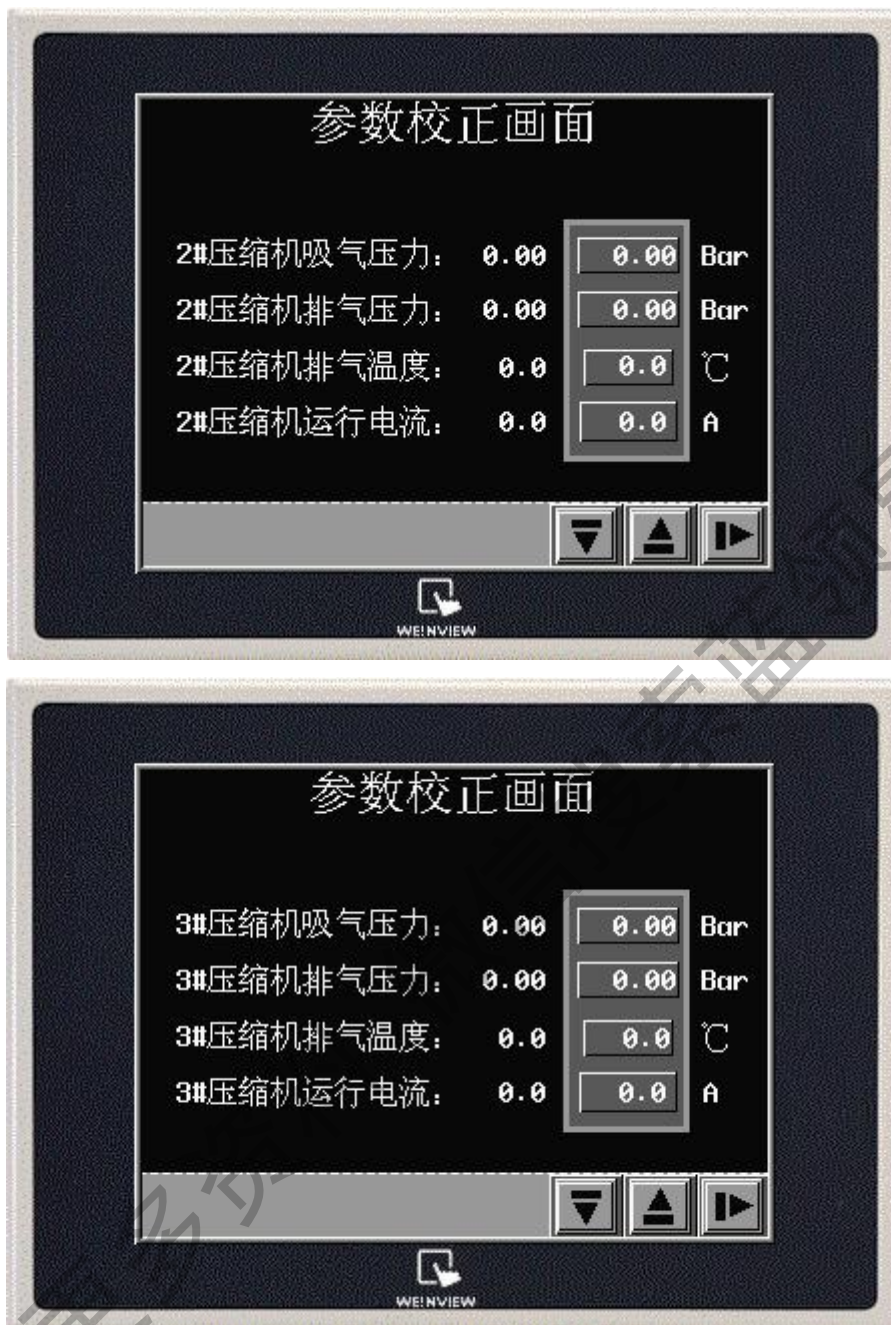 参数校正画面
2#压缩机吸气压力： 0.00 0.00 Bar
2#压缩机排气压力： 0.00 0.00 Bar
2#压缩机排气温度： 0.0 0.0 ℃
2#压缩机运行电流： 0.0 0.0 A
WE!NVIEW
参数校正画面
3#压缩机吸气压力： 0.00 0.00 Bar
3#压缩机排气压力： 0.00 0.00 Bar
3#压缩机排气温度： 0.0 0.0 ℃
3#压缩机运行电流： 0.0 0.0 A
WE!NVIEW